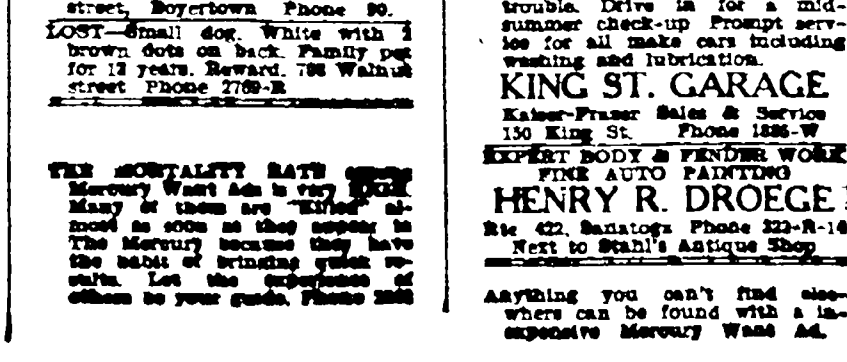 street, Boyertown Phone 90.
LOST—Small dog. White with 2
brown dots on back. Family pet
for 12 years. Reward. Walnut
street Phone 2769-R
THE MORTALITY RATE among
Mercury Want Ads is very HIGH.
Many of them are "Killed" al-
most as soon as they appear in
The Mercury because they have
the habit of bringing quick re-
sults. Let the experience of
others be your guide. Phone
trouble. Drive in for a mid-
summer check-up Prompt serv-
ice for all make cars including
washing and lubrication.
KING ST. GARAGE
Kaiser-Frazer Sales & Service
150 King St. Phone 1886-W
EXPERT BODY & FENDER WORK
FINE AUTO PAINTING
HENRY R. DROEGE
Rte 422, Sanatoga Phone 322-R-14
Next to Stahl's Antique Shop
Anything you can't find else-
where can be found with a in-
expensive Mercury Want Ad.